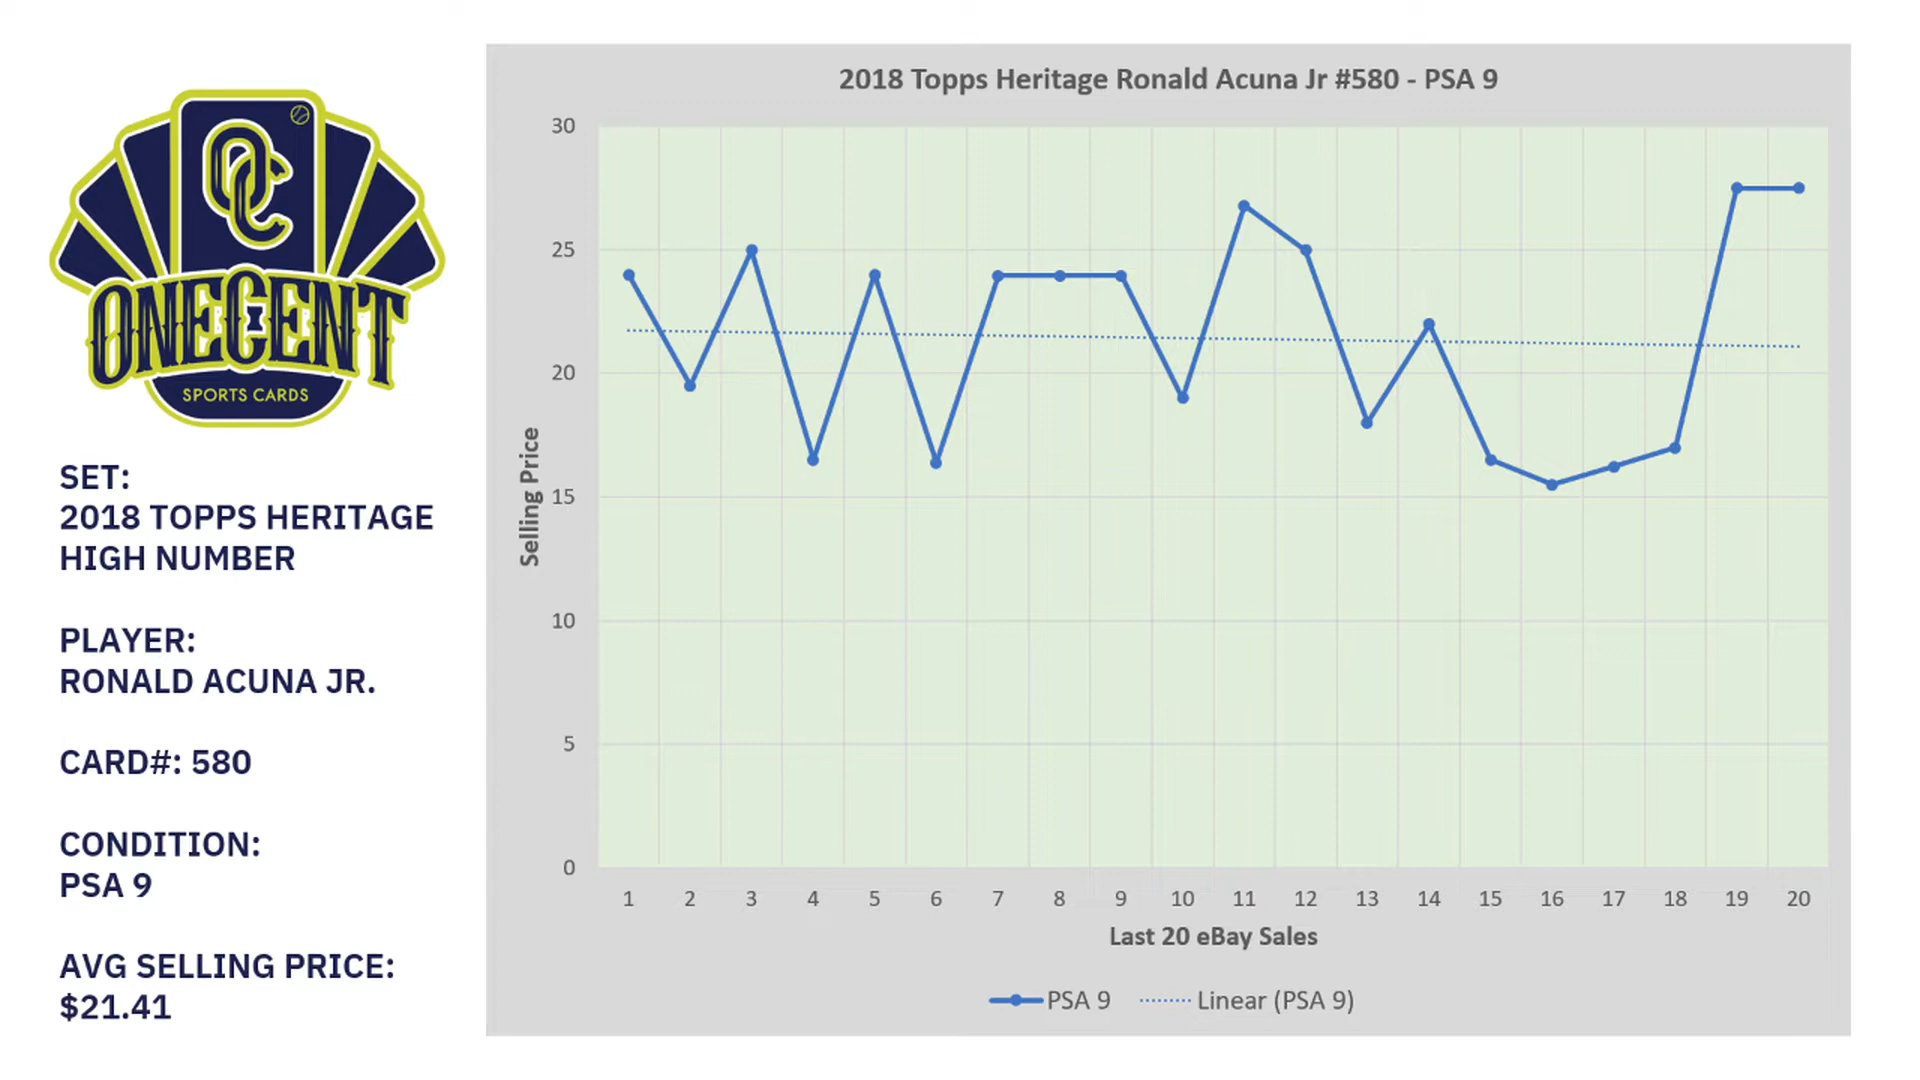 OC
ONECENT
SPORTS CARDS
SET:
2018 TOPPS HERITAGE
HIGH NUMBER
PLAYER:
RONALD ACUNA JR.
CARD#: 580
CONDITION:
PSA 9
AVG SELLING PRICE:
$21.41
2018 Topps Heritage Ronald Acuna Jr #580 - PSA 9
Selling Price
30
25
20
15
10
5
0
1 2 3 4 5 6 7 8 9 10 11 12 13 14 15 16 17 18 19 20
Last 20 eBay Sales
PSA 9 Linear (PSA 9)